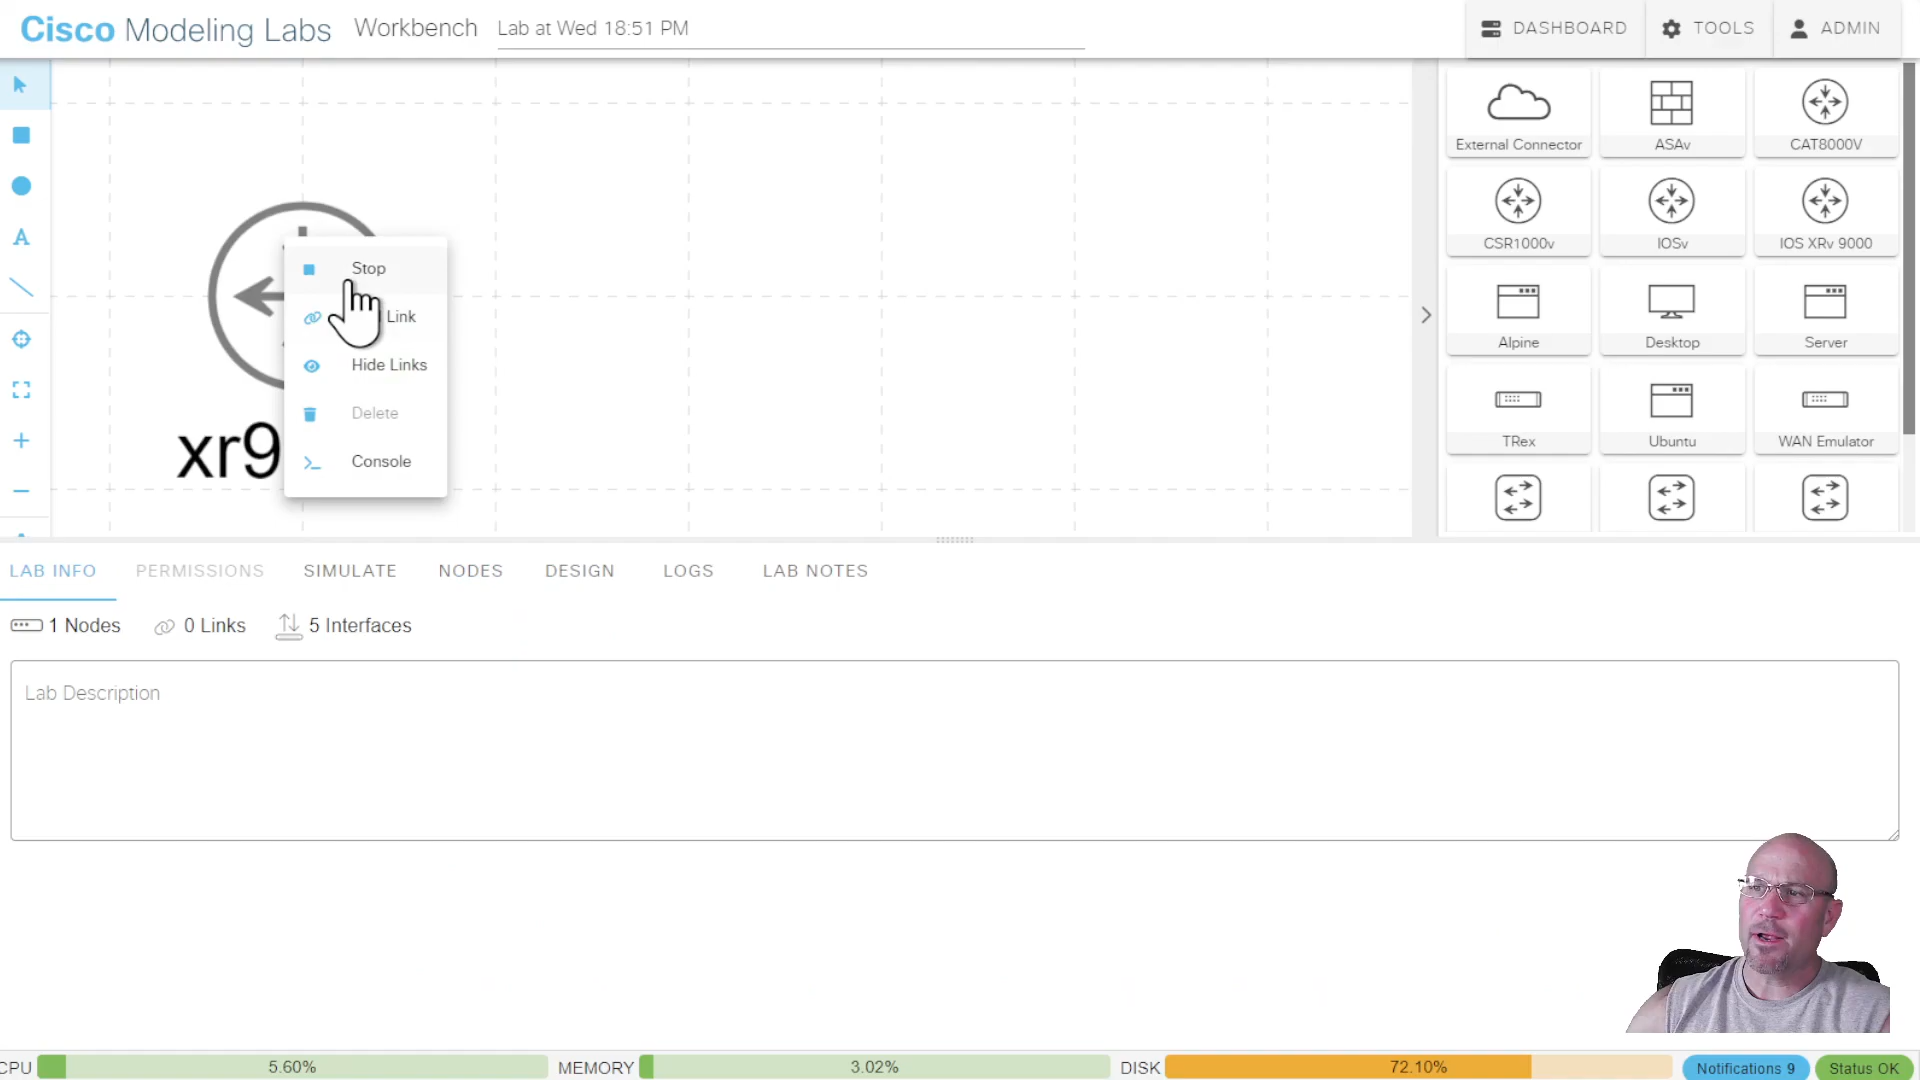 Cisco Modeling Labs Workbench Lab at Wed 18:51 PM
DASHBOARD TOOLS ADMIN
A
xr9
Stop
Link
Hide Links
Delete
Console
External Connector ASAv CAT8000V
CSR1000v IOSv IOS XRv 9000
Alpine Desktop Server
TRex Ubuntu WAN Emulator
LAB INFO PERMISSIONS SIMULATE NODES DESIGN LOGS LAB NOTES
1 Nodes 0 Links 5 Interfaces
Lab Description
CPU 5.60% MEMORY 3.02% DISK 72.10% Notifications 9 Status OK